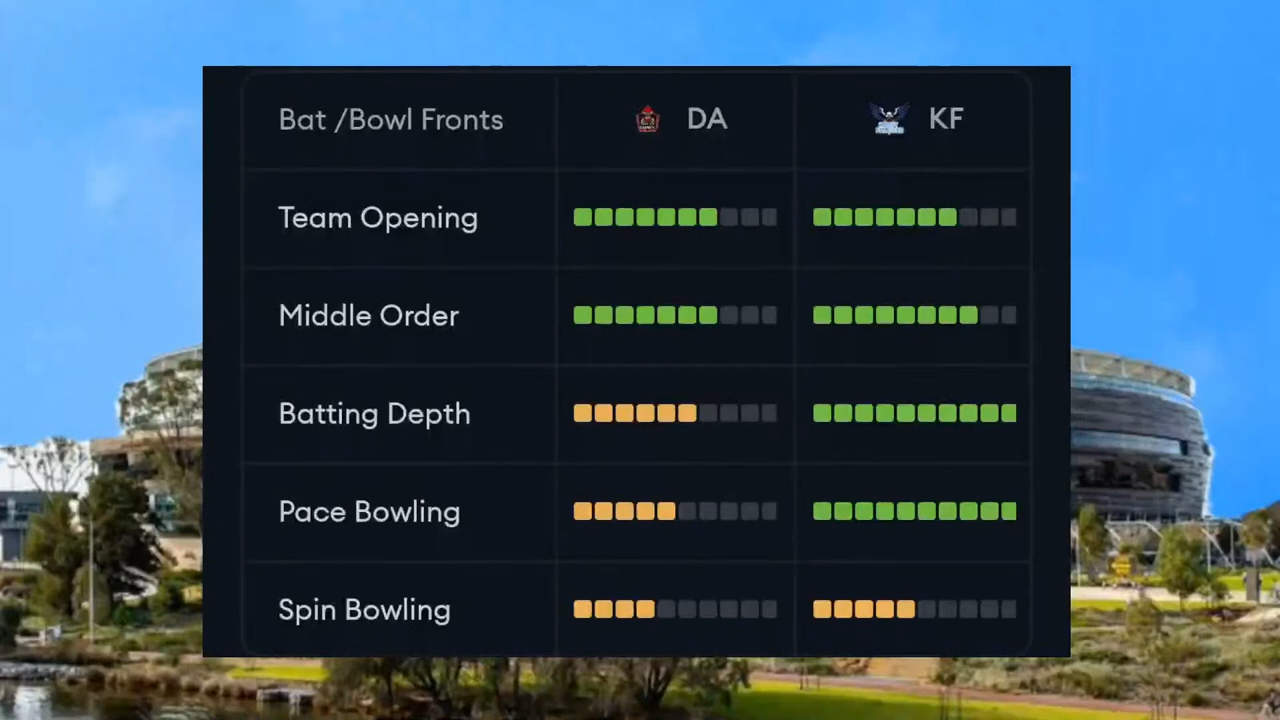 Bat /Bowl Fronts DA KF
Team Opening
Middle Order
Batting Depth
Pace Bowling
Spin Bowling